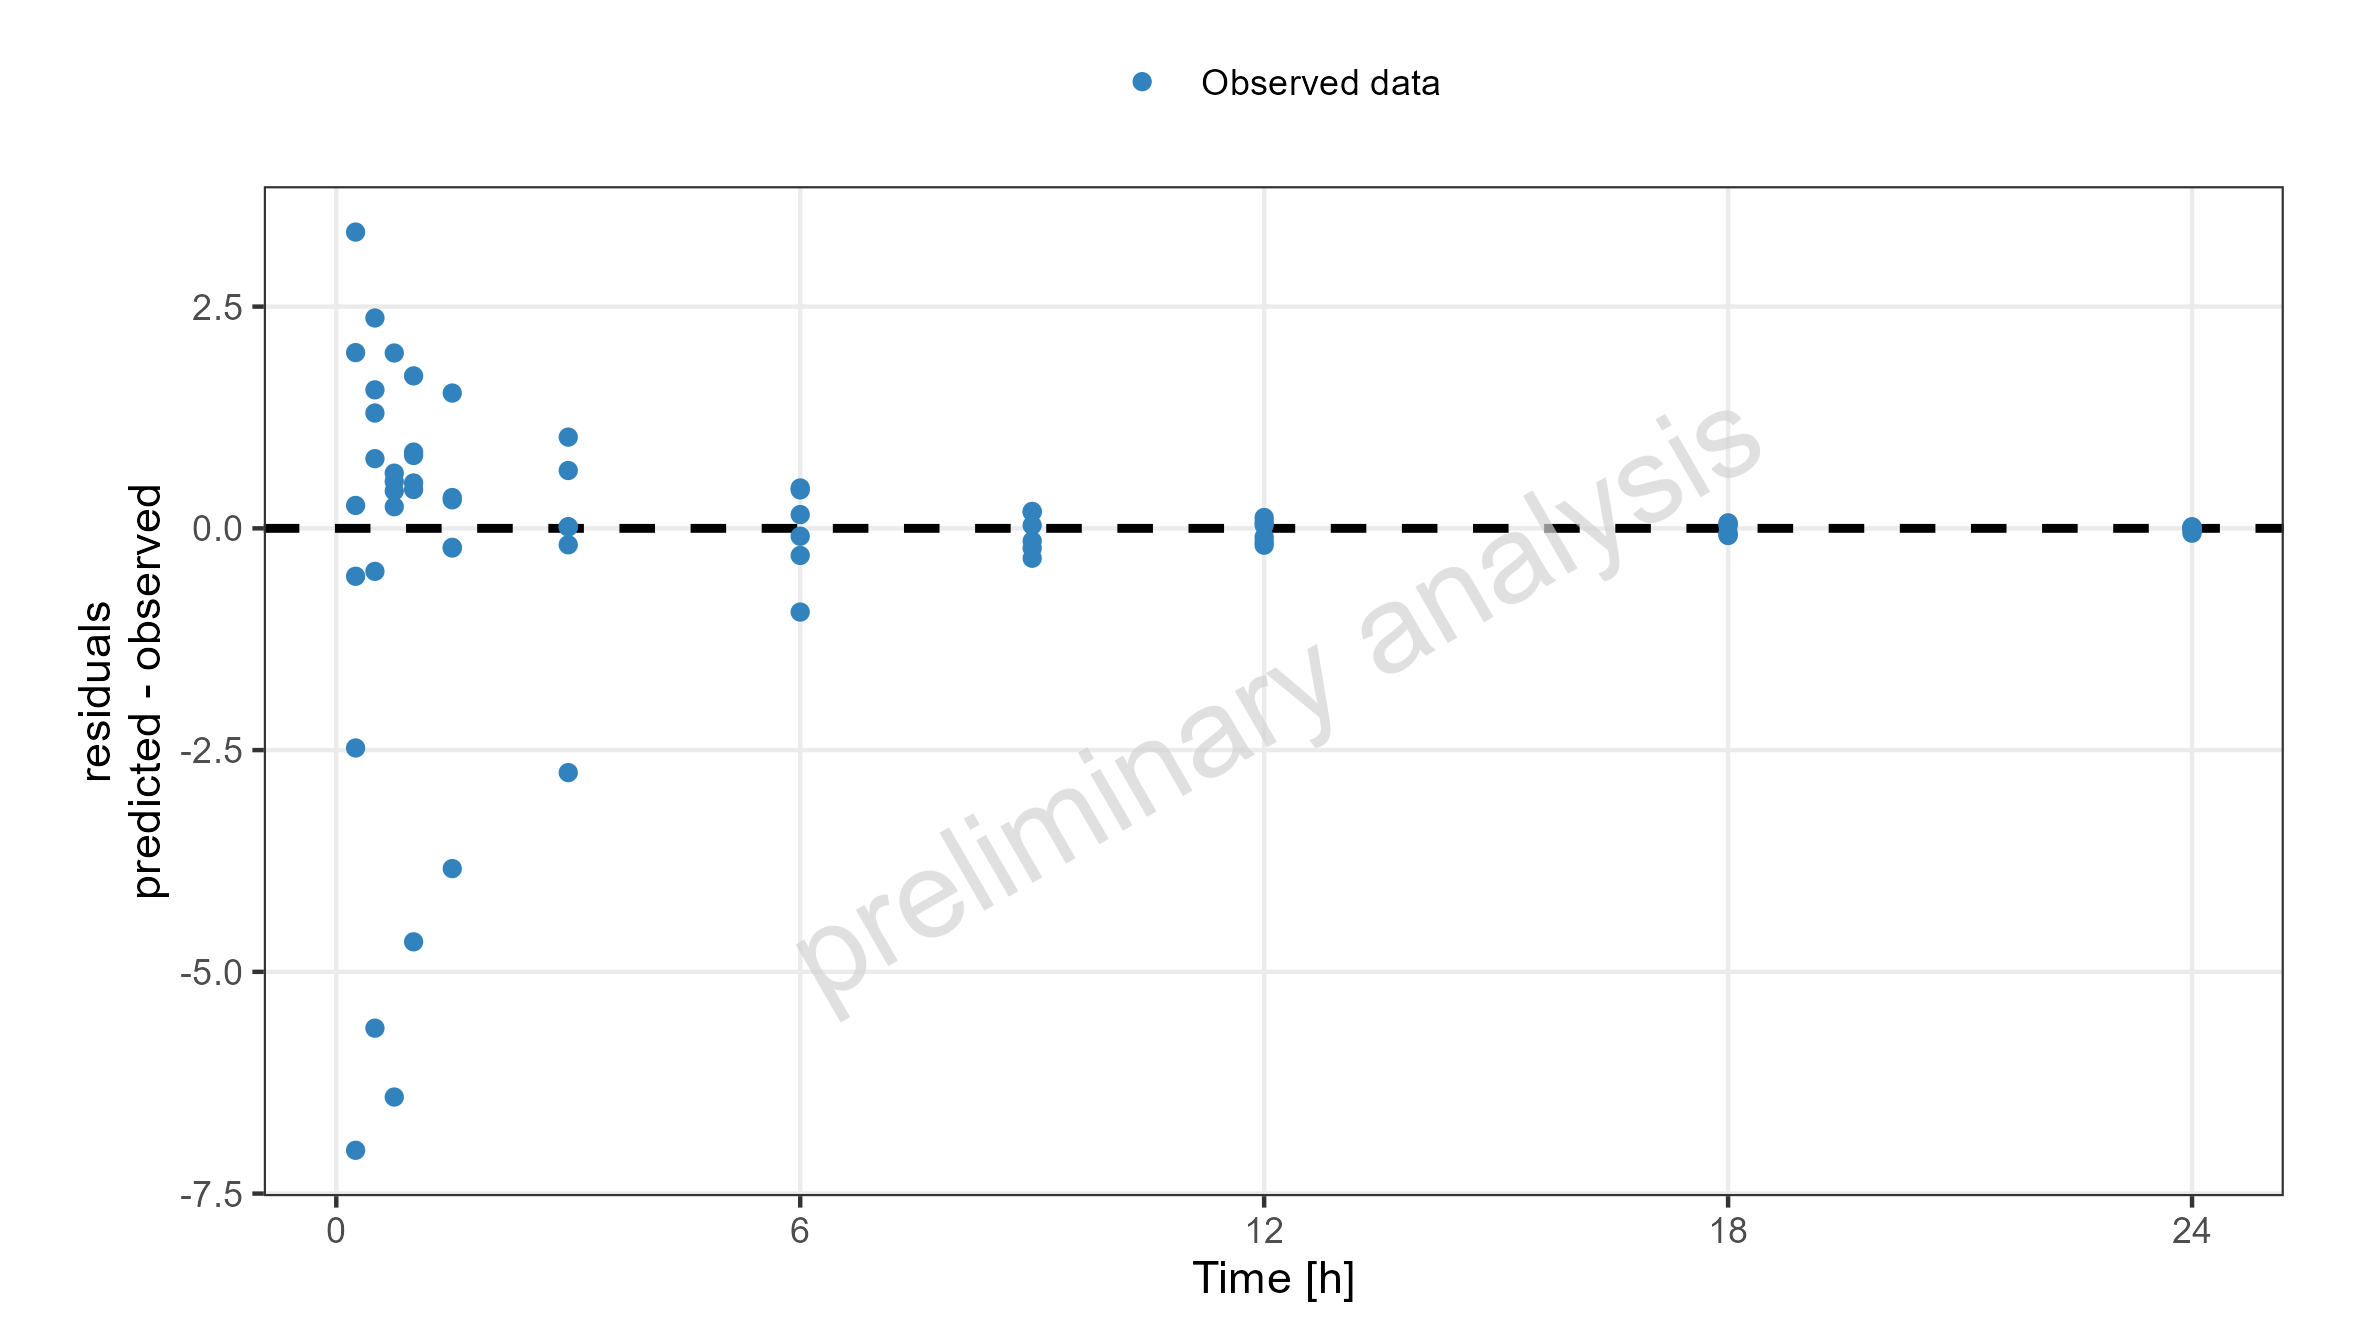 Observed data
residuals
predicted - observed
2.5
0.0
-2.5
-5.0
-7.5
preliminary analysis
0 6 12 18 24
Time [h]